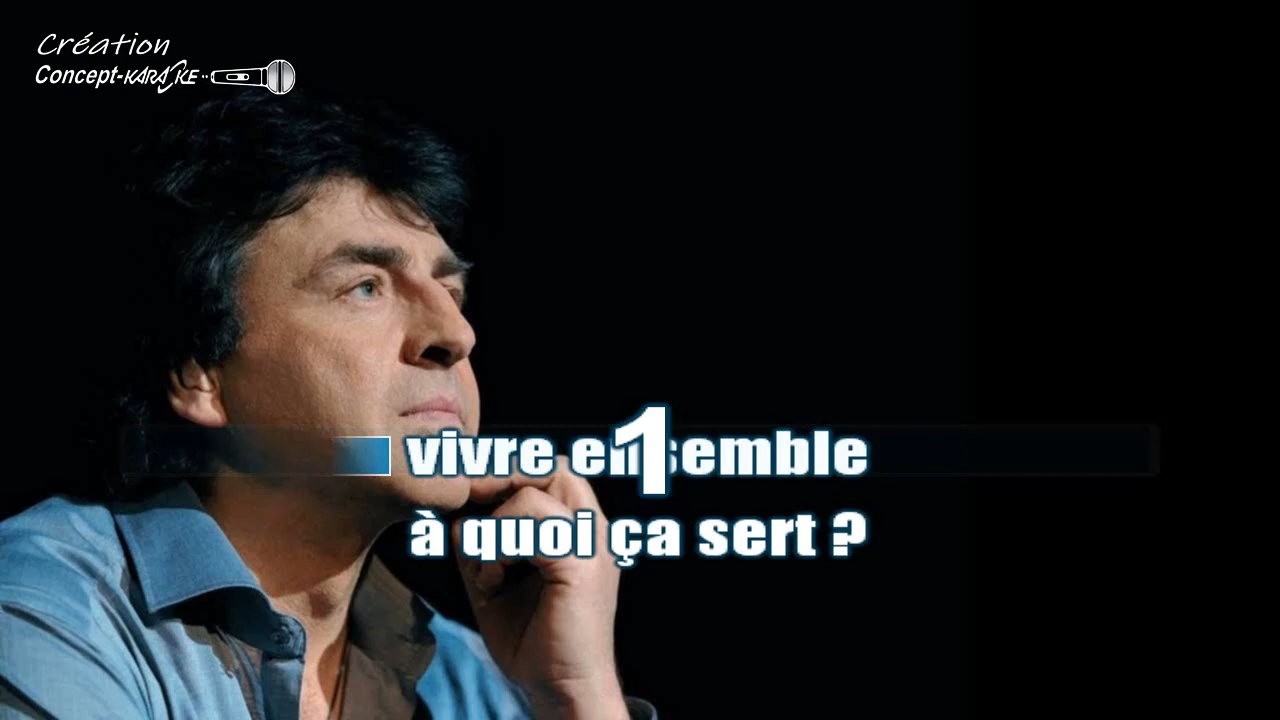 Création
Concept-KARAOKE
vivre ensemble
1
à quoi ça sert ?